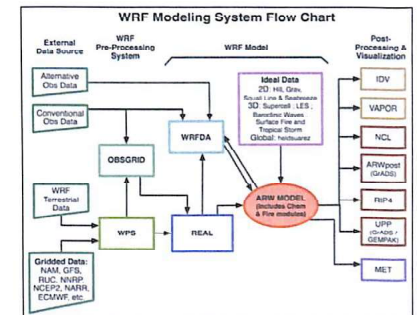 WRF Modeling System Flow Chart
External
Data Source
WRF
Pre-Processing
System
WRF Model
Post-
Processing &
Visualization
Alternative
Obs Data
Conventional
Obs Data
WRF
Terrestrial
Data
Gridded Data:
NAM, GFS,
RUC, NNRP,
NCEP2, NARR,
ECMWF, etc.
OBSGRID
WPS
WRFDA
REAL
Ideal Data
2D: Hill, Grav,
Squall Line & Seabreeze
3D: Supercell ; LES ;
Baroclinic Waves
Surface Fire and
Tropical Storm
Global: heldsuarez
ARW MODEL
(Includes Chem
& Fire modules)
IDV
VAPOR
NCL
ARWpost
(GrADS)
RIP4
UPP
(GrADS /
GEMPAK)
MET